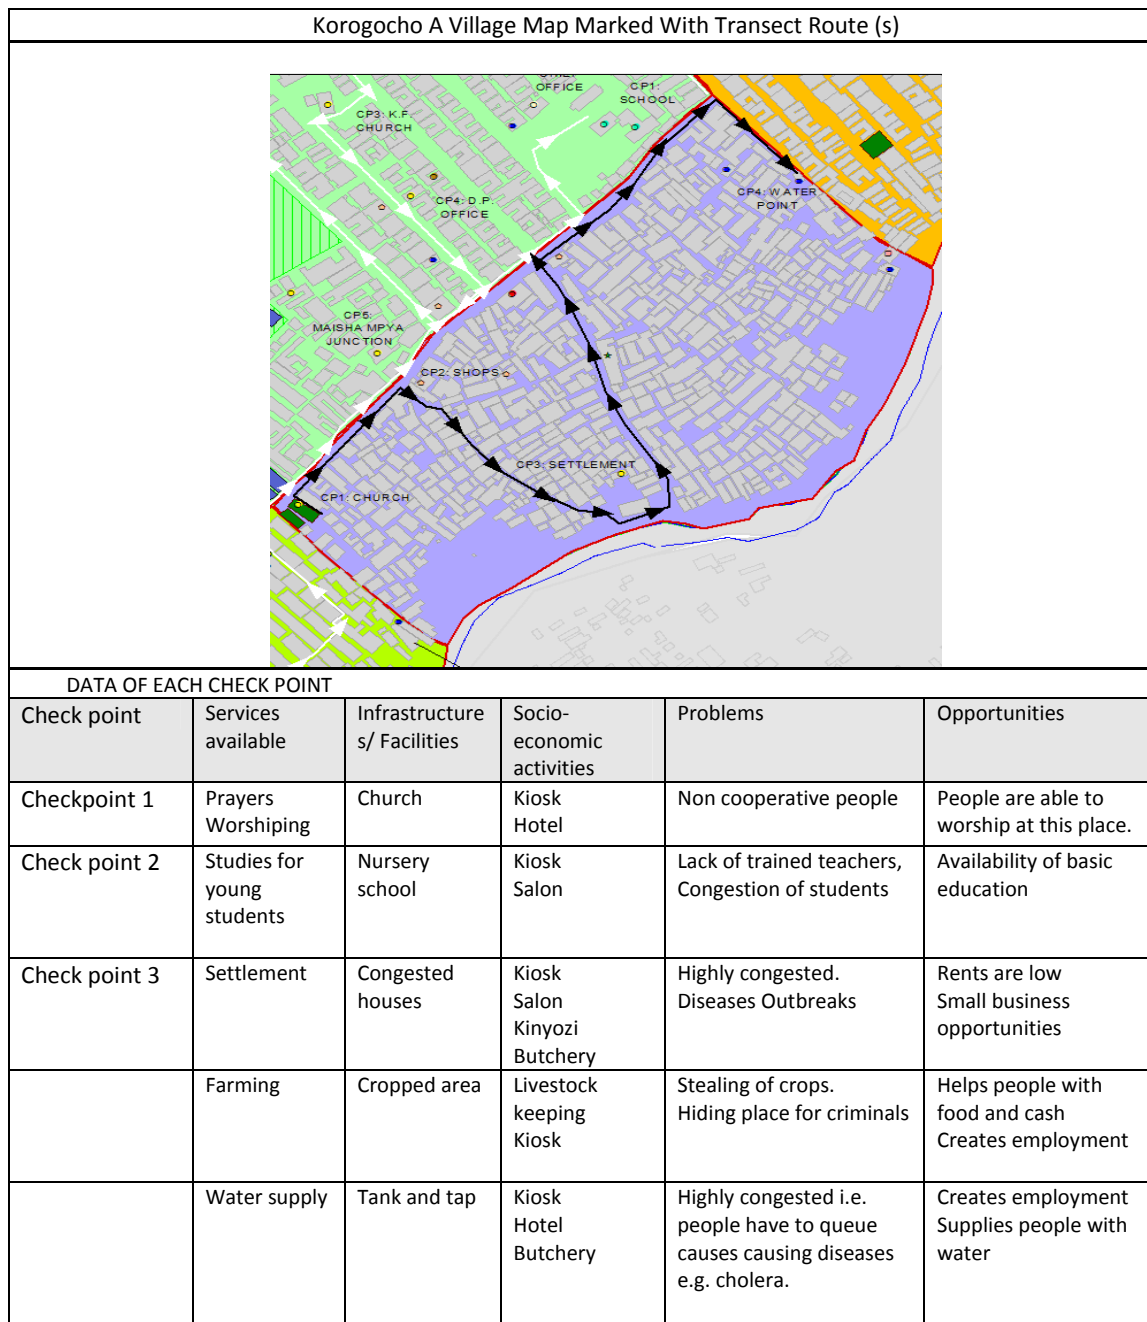 Korogocho A Village Map Marked With Transect Route (s)
OFFICE
CP1:
SCHOOL
CP3: K.F.
CHURCH
CP4: D.P.
OFFICE
CP4: WATER
POINT
CP5:
MAISHA MPYA
JUNCTION
CP2: SHOPS
CP3: SETTLEMENT
CP1: CHURCH
DATA OF EACH CHECK POINT
Check point
Services
available
Infrastructure
s/ Facilities
Socio-
economic
activities
Problems
Opportunities
Checkpoint 1
Prayers
Worshiping
Church
Kiosk
Hotel
Non cooperative people
People are able to
worship at this place.
Check point 2
Studies for
young
students
Nursery
school
Kiosk
Salon
Lack of trained teachers,
Congestion of students
Availability of basic
education
Check point 3
Settlement
Congested
houses
Kiosk
Salon
Kinyozi
Butchery
Highly congested.
Diseases Outbreaks
Rents are low
Small business
opportunities
Farming
Cropped area
Livestock
keeping
Kiosk
Stealing of crops.
Hiding place for criminals
Helps people with
food and cash
Creates employment
Water supply
Tank and tap
Kiosk
Hotel
Butchery
Highly congested i.e.
people have to queue
causes causing diseases
e.g. cholera.
Creates employment
Supplies people with
water